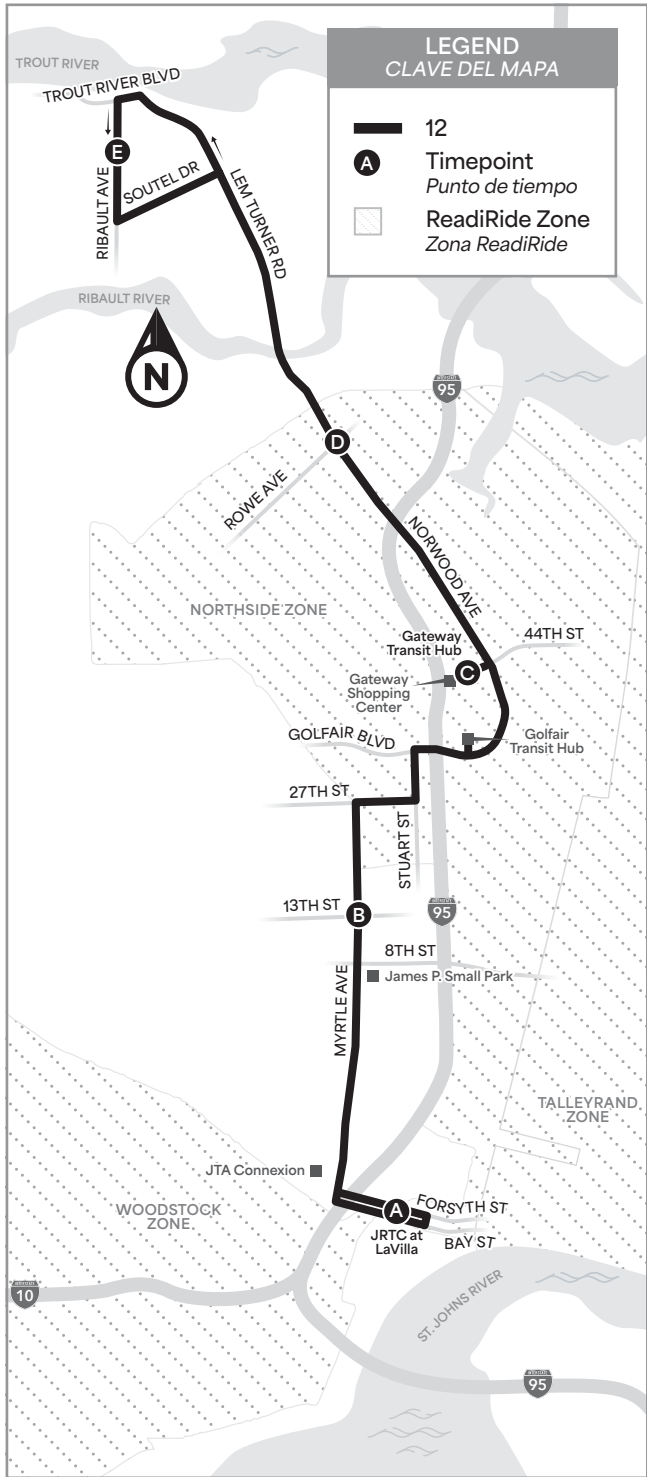 LEGEND
CLAVE DEL MAPA
12
A
Timepoint
Punto de tiempo
ReadiRide Zone
Zona ReadiRide
TROUT RIVER
TROUT RIVER BLVD
E
RIBAULT AVE
SOUTEL DR
LEM TURNER RD
RIBAULT RIVER
N
95
D
ROWE AVE
NORWOOD AVE
NORTHSIDE ZONE
Gateway
Transit Hub
44TH ST
C
Gateway
Shopping
Center
GOLFAIR BLVD
Golfair
Transit Hub
27TH ST
STUART ST
13TH ST
B
95
8TH ST
James P. Small Park
MYRTLE AVE
TALLEYRAND
ZONE
JTA Connexion
WOODSTOCK
ZONE
A
FORSYTH ST
JRTC at
LaVilla
BAY ST
10
ST. JOHNS RIVER
95